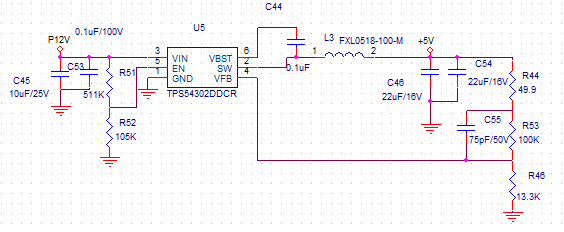 C44
U5
0.1uF/100V
P12V
L3
FXL0518-100-M
+5V
3
VIN
VBST
6
5
EN
SW
2
1
GND
VFB
4
TPS54302DDCR
1
2
0.1uF
C53
R51
C45
10uF/25V
511K
R52
105K
C54
C46
22uF/16V
22uF/16V
R44
49.9
C55
R53
75pF/50V
100K
R46
13.3K